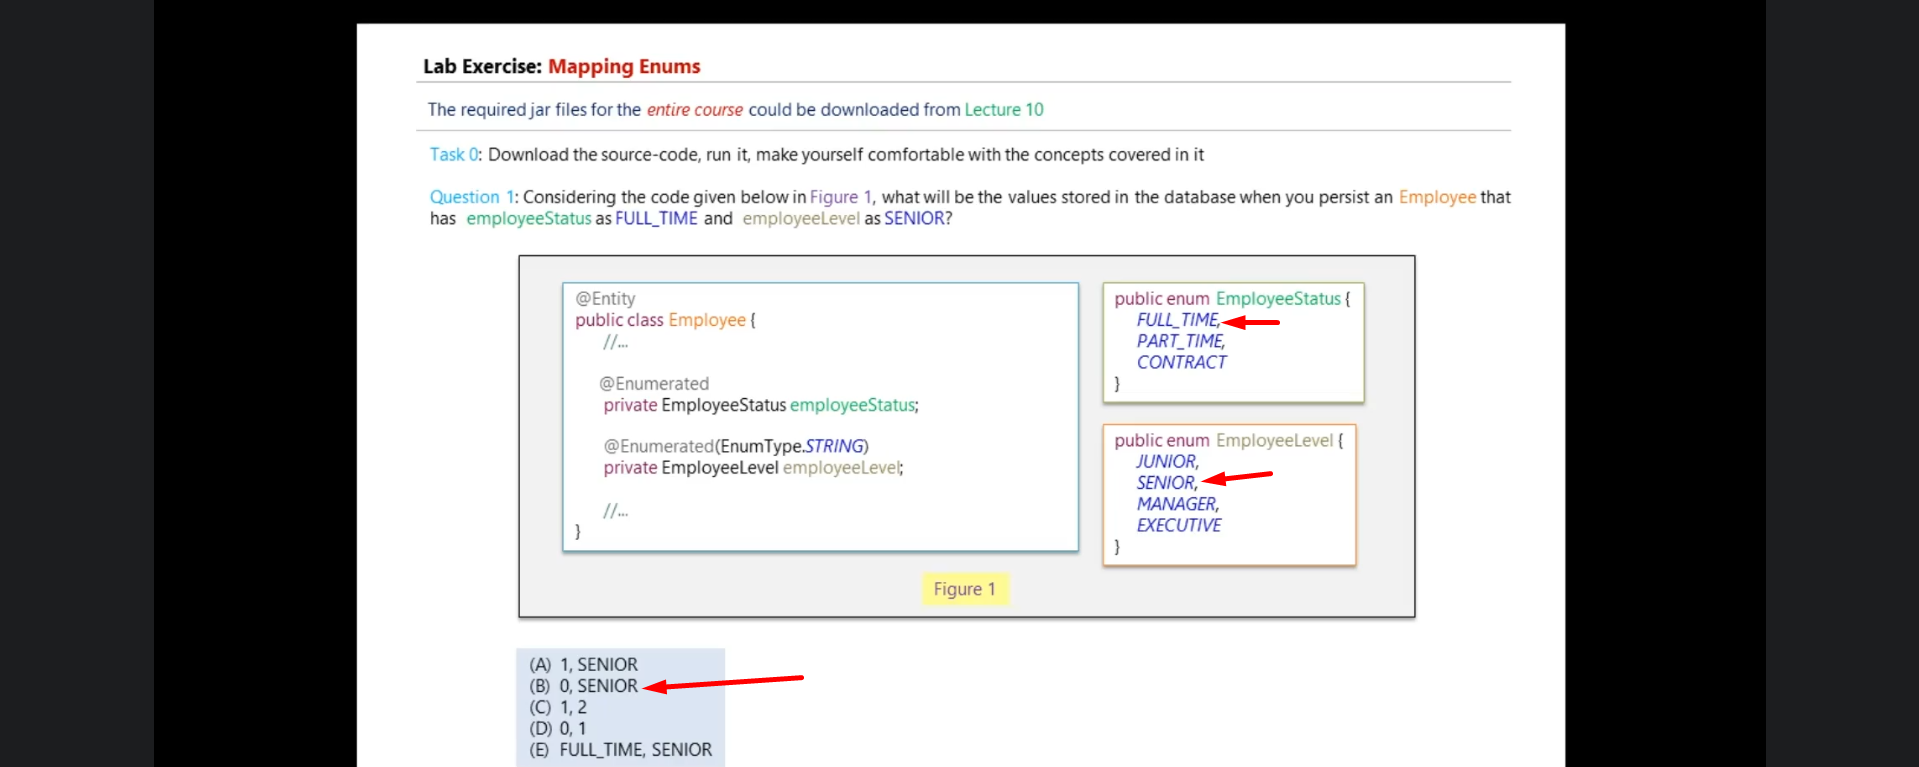 Lab Exercise: Mapping Enums
The required jar files for the entire course could be downloaded from Lecture 10
Task 0: Download the source-code, run it, make yourself comfortable with the concepts covered in it
Question 1: Considering the code given below in Figure 1, what will be the values stored in the database when you persist an Employee that
has employeeStatus as FULL_TIME and employeeLevel as SENIOR?
@Entity
public class Employee {
//...
@Enumerated
private EmployeeStatus employeeStatus;
@Enumerated(EnumType.STRING)
private EmployeeLevel employeeLevel;
//...
}
public enum EmployeeStatus {
FULL_TIME,
PART_TIME,
CONTRACT
}
public enum EmployeeLevel {
JUNIOR,
SENIOR,
MANAGER,
EXECUTIVE
}
Figure 1
(A) 1, SENIOR
(B) 0, SENIOR
(C) 1, 2
(D) 0, 1
(E) FULL_TIME, SENIOR